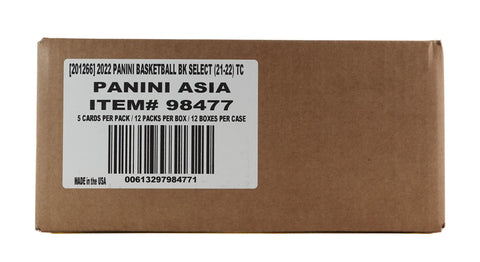 [201266] 2022 PANINI BASKETBALL BK SELECT (21-22) TC
PANINI ASIA
ITEM# 98477
5 CARDS PER PACK / 12 PACKS PER BOX / 12 BOXES PER CASE
MADE in the USA
00613297984771